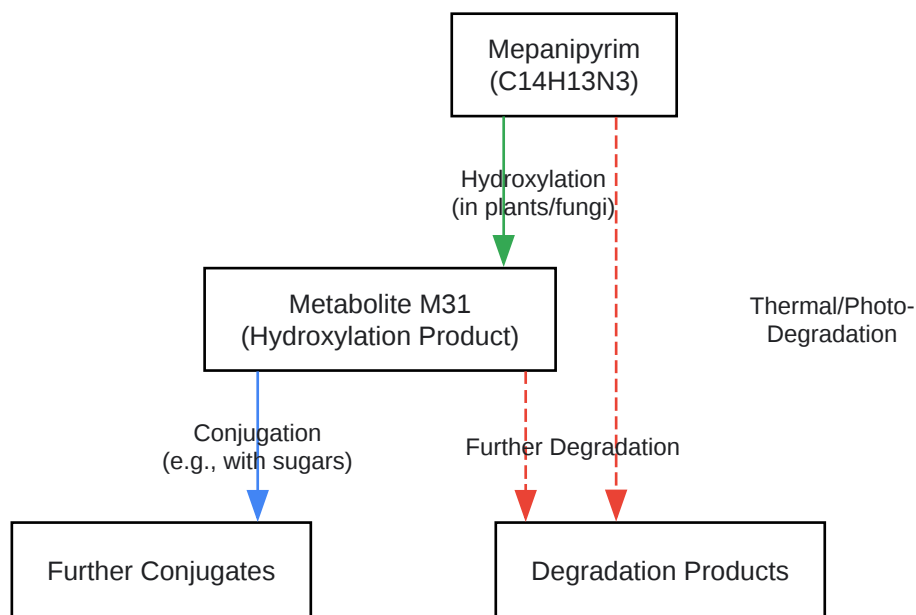 Mepanipyrim
(C14H13N3)
Hydroxylation
(in plants/fungi)
Metabolite M31
(Hydroxylation Product)
Thermal/Photo-
Degradation
Conjugation
(e.g., with sugars)
Further Degradation
Further Conjugates
Degradation Products